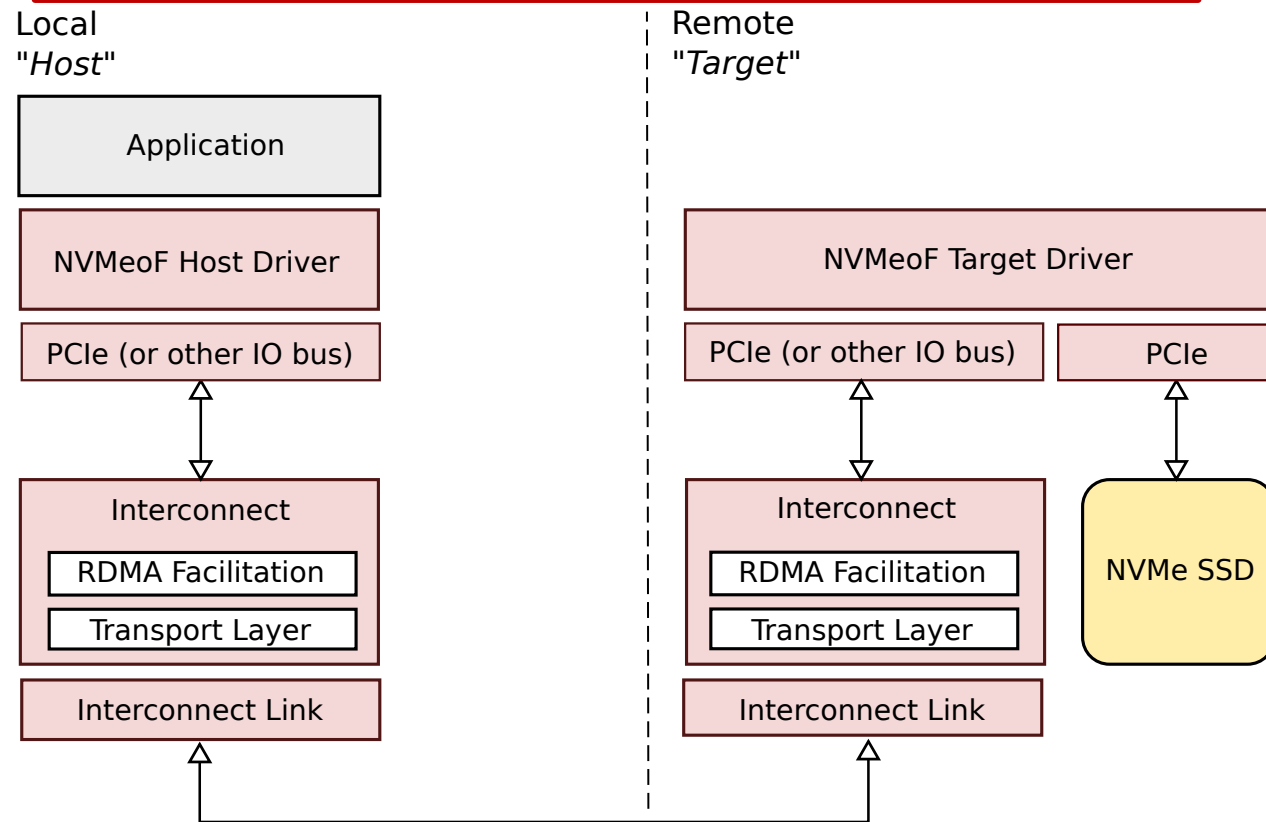 Local
"Host"
Application
NVMeoF Host Driver
PCIe (or other IO bus)
Interconnect
RDMA Facilitation
Transport Layer
Interconnect Link
Remote
"Target"
NVMeoF Target Driver
PCIe (or other IO bus)
PCIe
Interconnect
RDMA Facilitation
Transport Layer
NVMe SSD
Interconnect Link